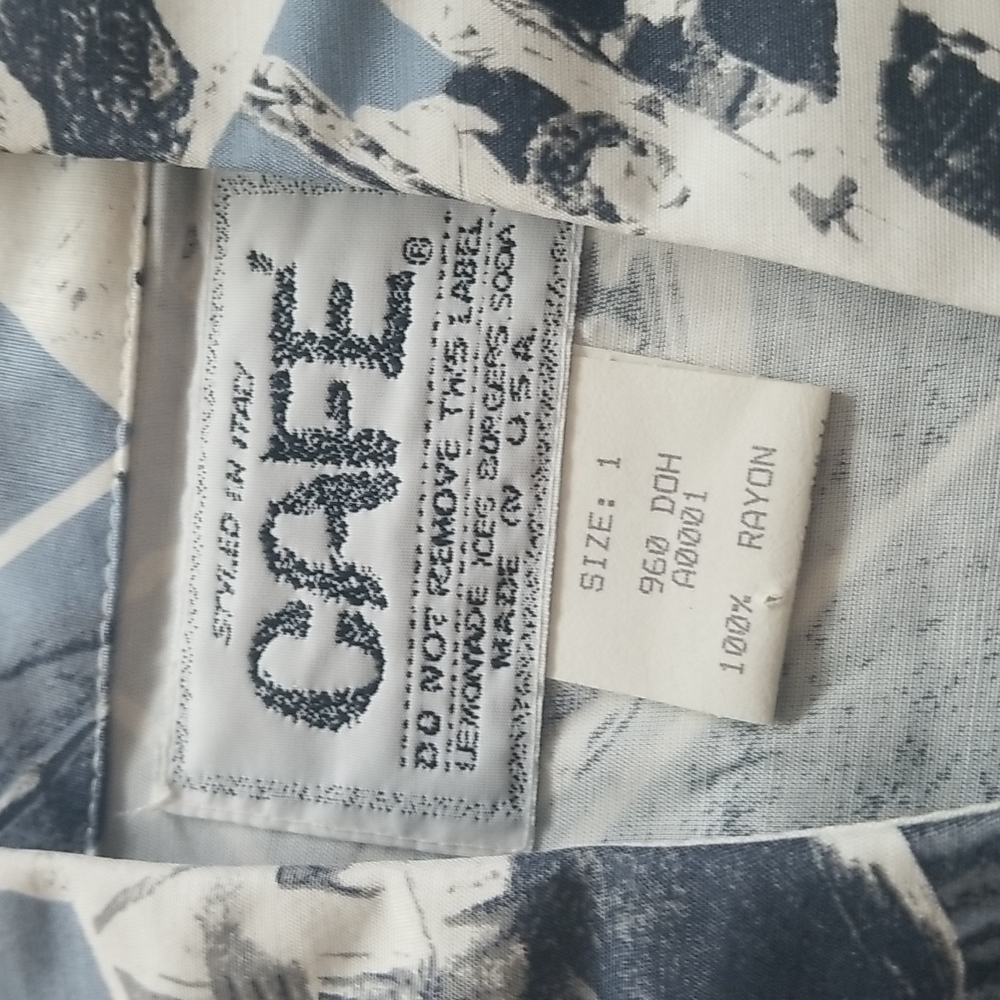 STYLED IN ITALY
CAFÉ®
DO NOT REMOVE THIS LABEL
LEMONADE ICES BURGERS SODA
MADE IN U.S.A.
SIZE: 1
960 DOH
A0001
100% RAYON